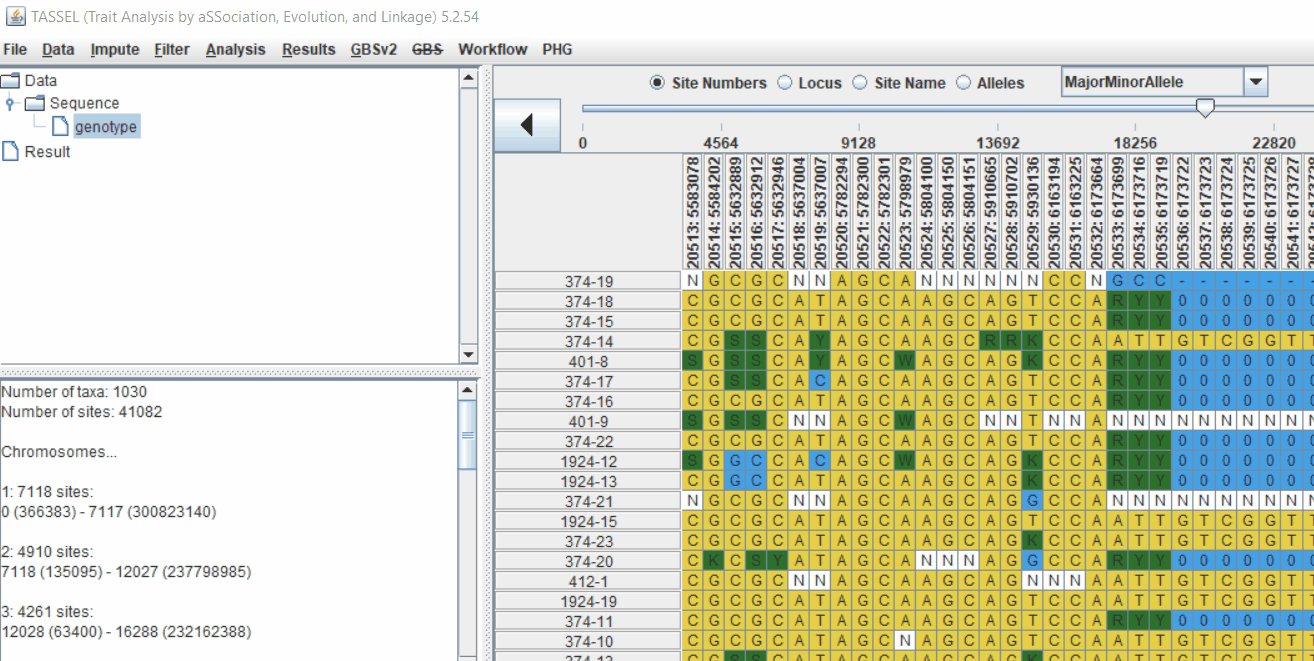 TASSEL (Trait Analysis by aSSociation, Evolution, and Linkage) 5.2.54
File Data Impute Filter Analysis Results GBSv2 GBS Workflow PHG
Data
Sequence
genotype
Result
Number of taxa: 1030
Number of sites: 41082
Chromosomes...
1: 7118 sites:
0 (366383) - 7117 (300823140)
2: 4910 sites:
7118 (135095) - 12027 (237798985)
3: 4261 sites:
12028 (63400) - 16288 (232162388)
Site Numbers Locus Site Name Alleles MajorMinorAllele
0 4564 9128 13692 18256 22820
20513: 5583078
20514: 5584202
20515: 5632889
20516: 5632912
20517: 5632946
20518: 5637004
20519: 5637007
20520: 5782294
20521: 5782300
20522: 5782301
20523: 5798979
20524: 5804100
20525: 5804150
20526: 5804151
20527: 5910665
20528: 5910702
20529: 5930136
20530: 6163194
20531: 6163225
20532: 6173664
20533: 6173699
20534: 6173716
20535: 6173719
20536: 6173722
20537: 6173723
20538: 6173724
20539: 6173725
20540: 6173726
20541: 6173727
374-19 N G C G C N N A G C A N N N N N N C C N G C C - - - - - -
374-18 C G C G C A T A G C A A G C A G T C C A R Y Y 0 0 0 0 0 0
374-15 C G C G C A T A G C A A G C A G T C C A R Y Y 0 0 0 0 0 0
374-14 C G S S C A Y A G C A A G C R R K C C A A T T G T C G G T
401-8 S G S S C A Y A G C W A G C A G K C C A R Y Y 0 0 0 0 0 0
374-17 C G S S C A C A G C A A G C A G T C C A R Y Y 0 0 0 0 0 0
374-16 C G C G C A T A G C A A G C A G T C C A R Y Y 0 0 0 0 0 0
401-9 S G S S C N N A G C W A G C N N T N N A N N N N N N N N N
374-22 C G C G C A T A G C A A G C A G T C C A R Y Y 0 0 0 0 0 0
1924-12 S G G C C A C A G C W A G C A G K C C A R Y Y 0 0 0 0 0 0
1924-13 C G G C C A T A G C A A G C A G K C C A R Y Y 0 0 0 0 0 0
374-21 N G C G C N N A G C A A G C A G G C C A N N N N N N N N N
1924-15 C G C G C A T A G C A A G C A G T C C A A T T G T C G G T
374-23 C G C G C A T A G C A A G C A G K C C A A T T G T C G G T
374-20 C K C S Y A T A G C A N N N A G G C C A R Y Y 0 0 0 0 0 0
412-1 C G C G C N N A G C A A G C A G N N N A A T T G T C G G T
1924-19 C G C G C A T A G C A A G C A G T C C A A T T G T C G G T
374-11 C G C G C A T A G C A A G C A G T C C A R Y Y 0 0 0 0 0 0
374-10 C G C G C A T A G C N A G C A G T C C A A T T G T C G G T